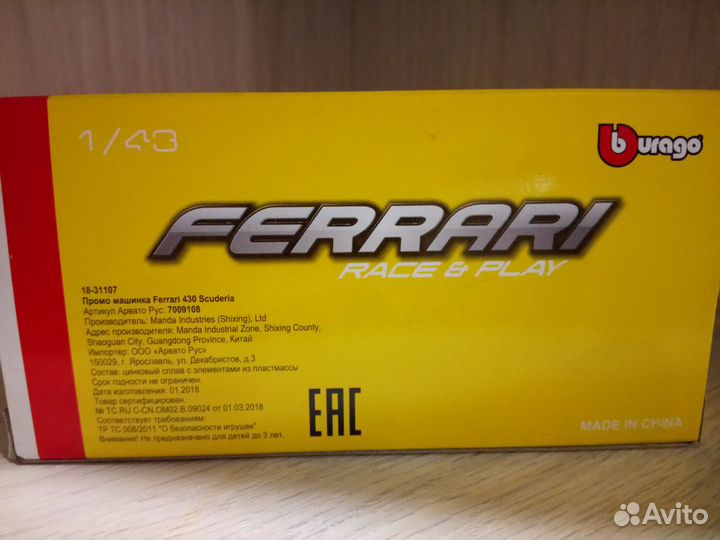 1/43
burago
FERRARI
RACE & PLAY
18-31107
Промо машинка Ferrari 430 Scuderia
Артикул Арвато Рус: 7009108
Производитель: Manda Industries (Shixing), Ltd
Адрес производителя: Manda Industrial Zone, Shixing County,
Shaoguan City, Guangdong Province, Китай
Импортер: ООО «Арвато Рус»
150029, г. Ярославль, ул. Декабристов, д.3
Состав: цинковый сплав с элементами из пластмассы
Срок годности не ограничен.
Дата изготовления: 01.2018
Товар сертифицирован.
№ TC RU C-CN.OM02.B.09024 от 01.03.2018
Соответствует требованиям:
ТР ТС 008/2011 "О безопасности игрушек"
Внимание! Не предназначено для детей до 3 лет.
EAC
MADE IN CHINA
Avito